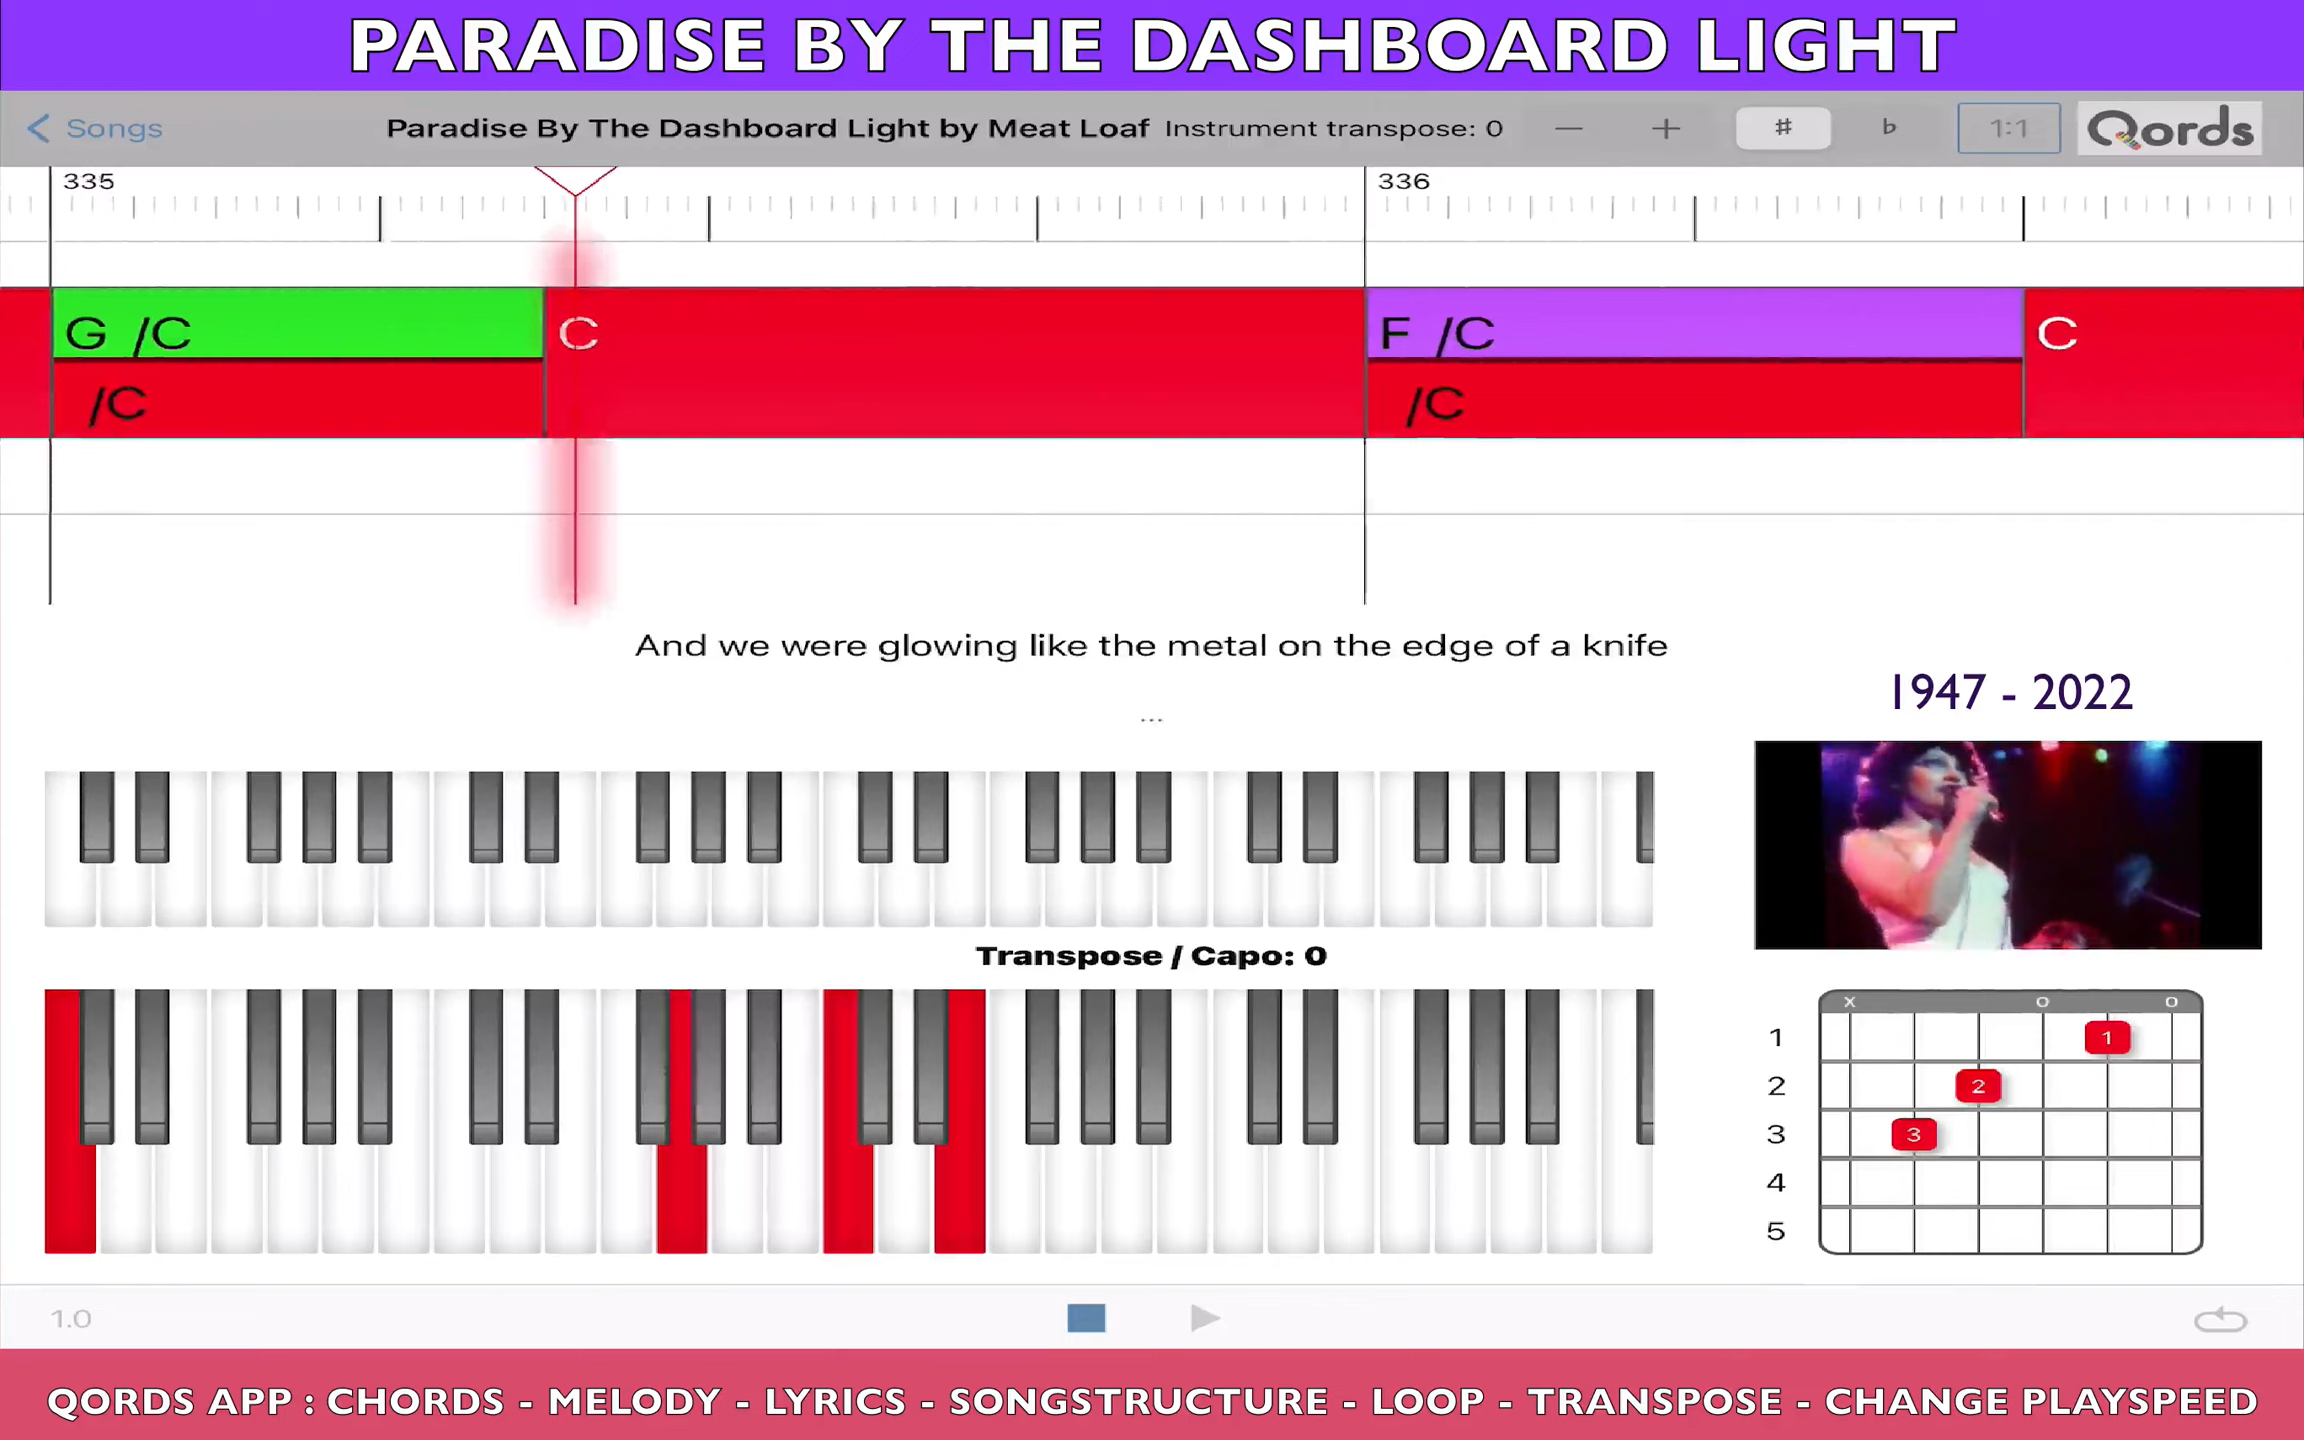 PARADISE BY THE DASHBOARD LIGHT
Songs Paradise By The Dashboard Light by Meat Loaf Instrument transpose: 0 — + # ♭ 1:1 Qords
335 336
G /C C F /C C
/C /C
And we were glowing like the metal on the edge of a knife
1947 - 2022
...
Transpose / Capo: 0
x o o
1 1
2 2
3 3
4
5
1.0
QORDS APP : CHORDS - MELODY - LYRICS - SONGSTRUCTURE - LOOP - TRANSPOSE - CHANGE PLAYSPEED